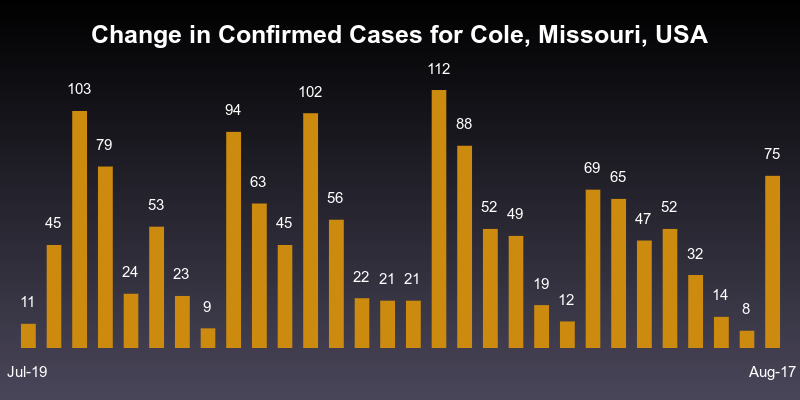 Change in Confirmed Cases for Cole, Missouri, USA
11 45 103 79 24 53 23 9 94 63 45 102 56 22 21 21 112 88 52 49 19 12 69 65 47 52 32 14 8 75
Jul-19 Aug-17